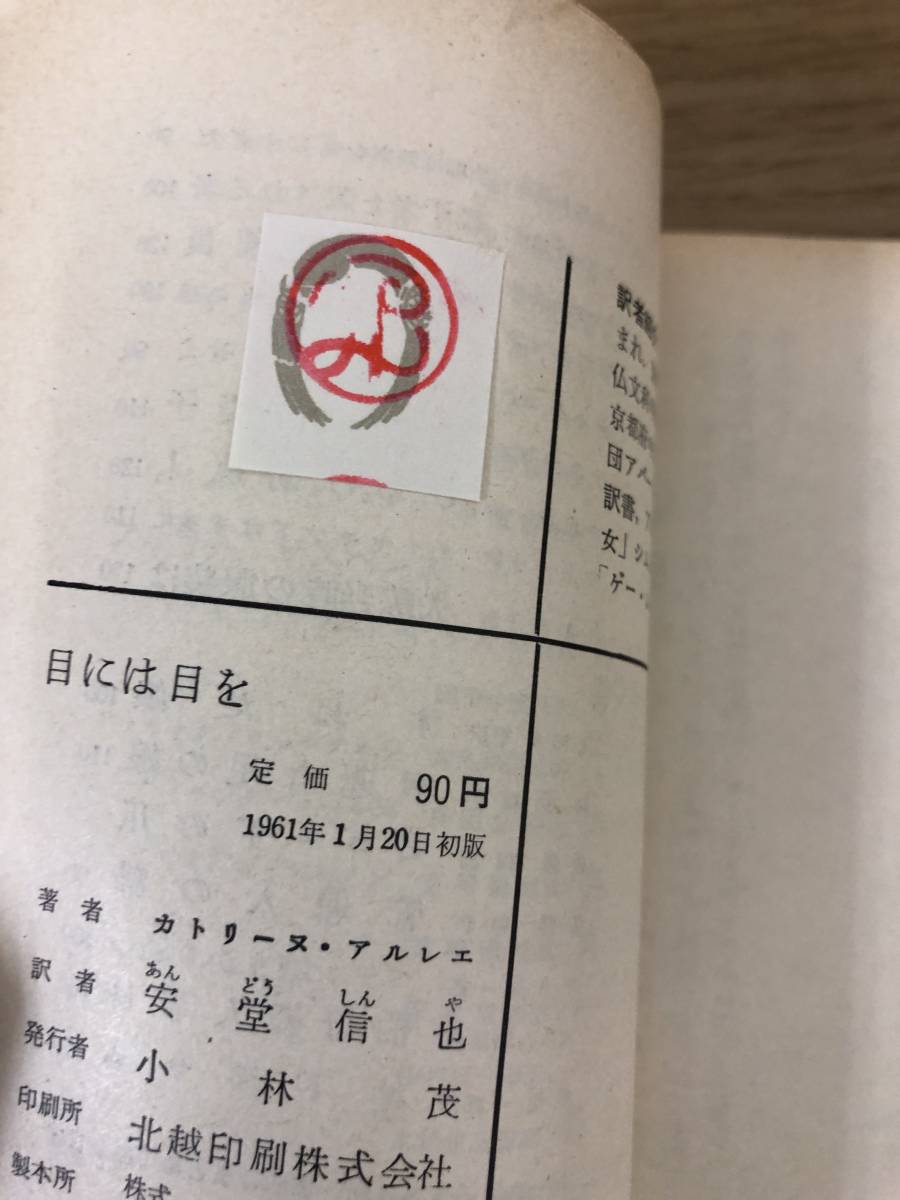 目には目を
定価 90円
1961年1月20日初版
著者 カトリーヌ・アルレエ
あん どう しん や
訳者 安堂信也
発行者 小林茂
印刷所 北越印刷株式会社
製本所 株式
訳者
まれ、
仏文
京都
団アベ
訳書、
女」シュ
「ゲー・